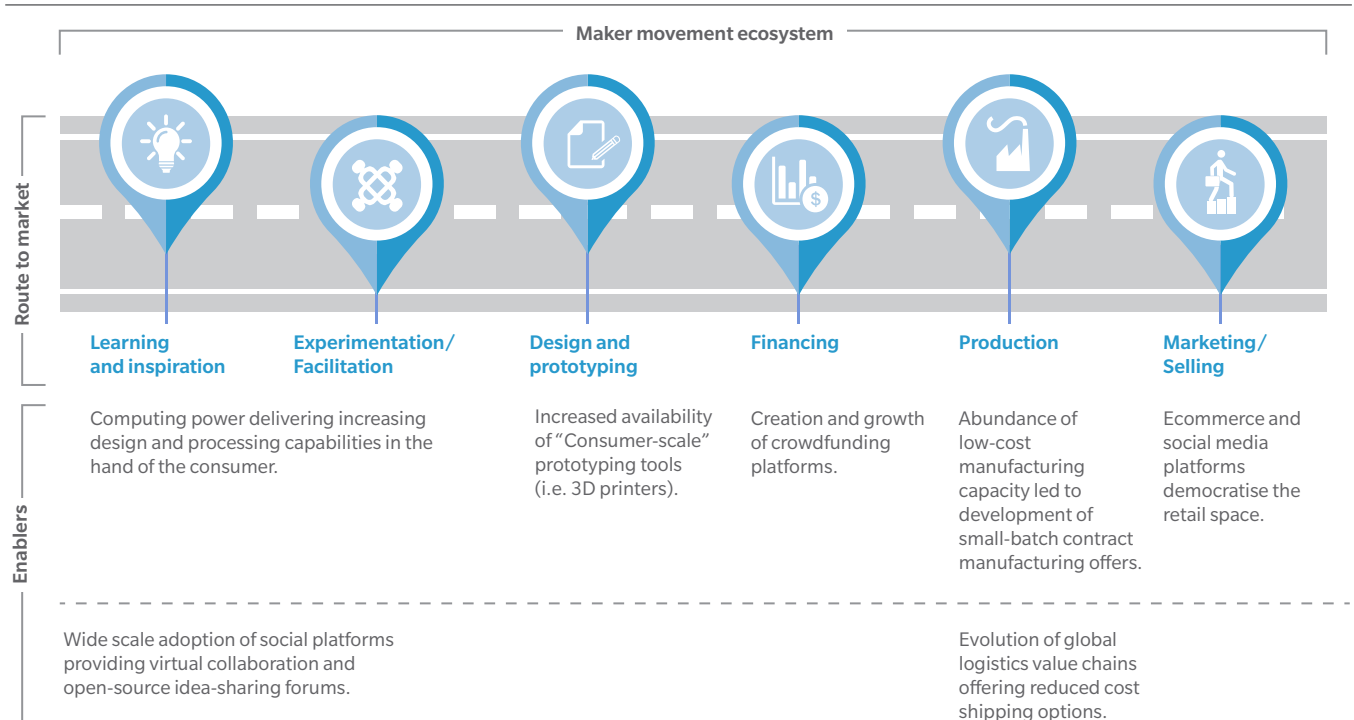 Maker movement ecosystem
Route to market
$
Learning
and inspiration
Experimentation/
Facilitation
Design and
prototyping
Financing
Production
Marketing/
Selling
Enablers
Computing power delivering increasing
design and processing capabilities in the
hand of the consumer.
Increased availability
of “Consumer-scale”
prototyping tools
(i.e. 3D printers).
Creation and growth
of crowdfunding
platforms.
Abundance of
low-cost
manufacturing
capacity led to
development of
small-batch contract
manufacturing offers.
Ecommerce and
social media
platforms
democratise the
retail space.
Wide scale adoption of social platforms
providing virtual collaboration and
open-source idea-sharing forums.
Evolution of global
logistics value chains
offering reduced cost
shipping options.